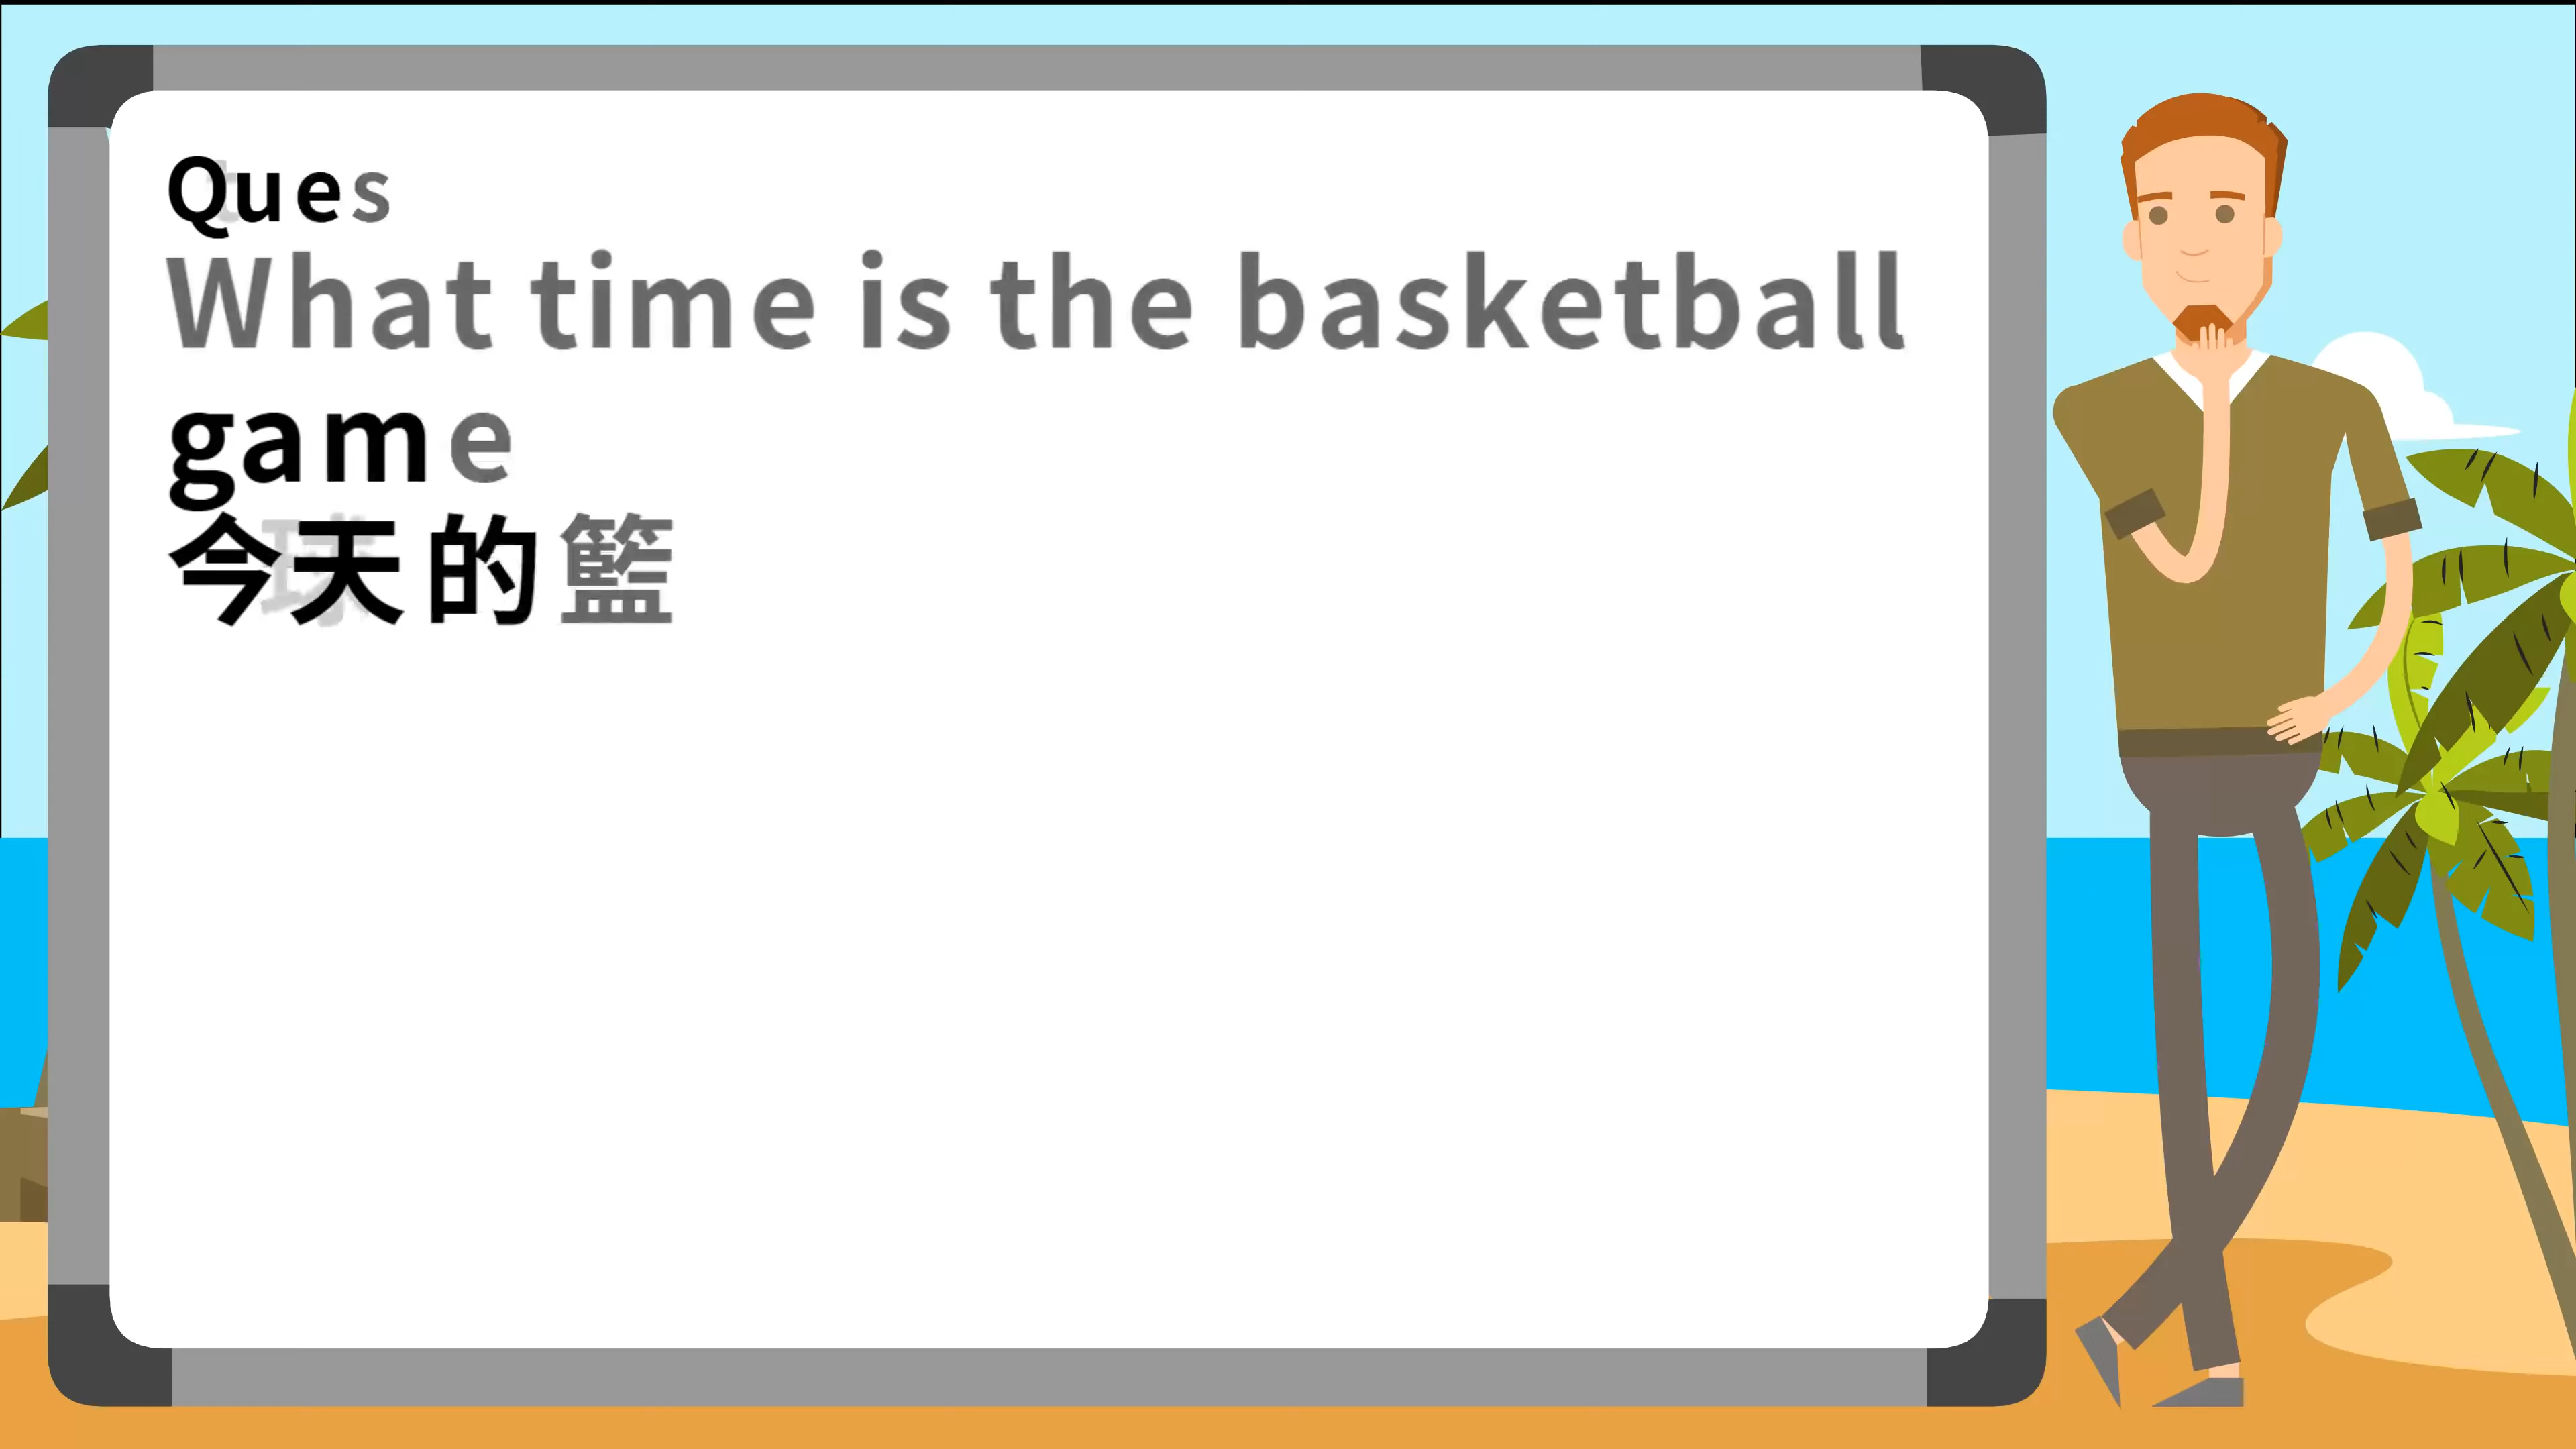 Ques
What time is the basketball
game
今天的籃